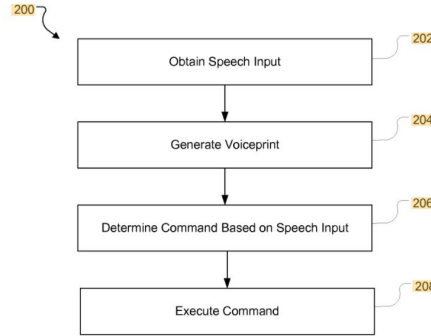 200
202
Obtain Speech Input
204
Generate Voiceprint
206
Determine Command Based on Speech Input
208
Execute Command